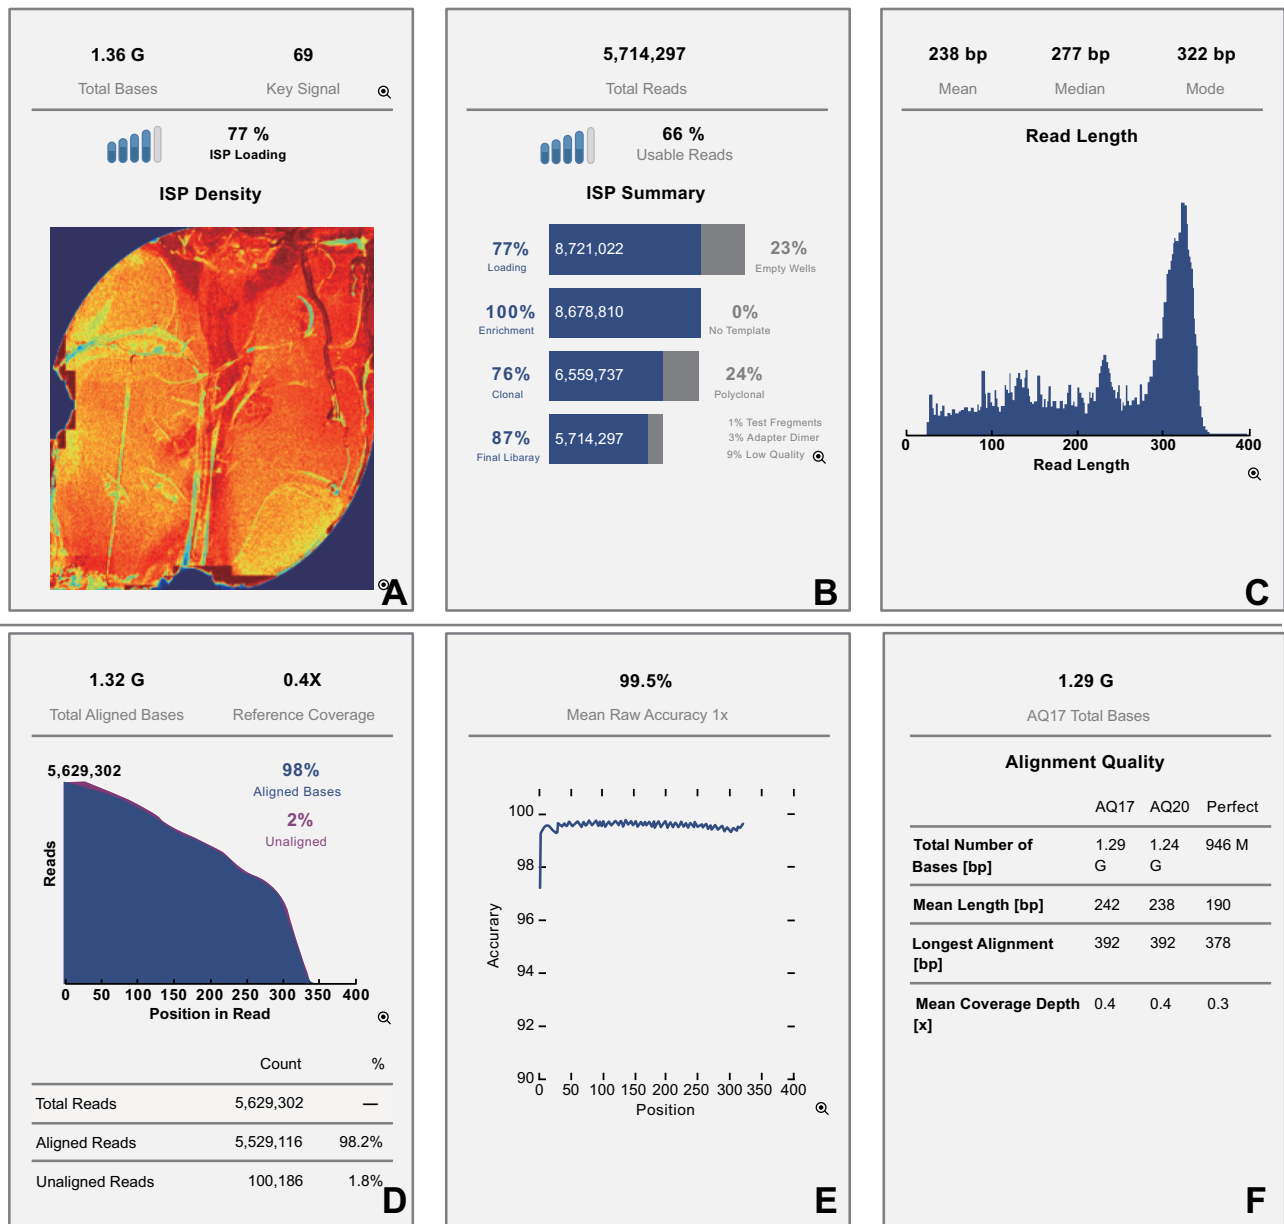 1.36 G
69
Total Bases
Key Signal
77 %
ISP Loading
ISP Density
A
5,714,297
Total Reads
66 %
Usable Reads
ISP Summary
77%
Loading
8,721,022
23%
Empty Wells
100%
Enrichment
8,678,810
0%
No Template
76%
Clonal
6,559,737
24%
Polyclonal
87%
Final Libaray
5,714,297
1% Test Fregments
3% Adapter Dimer
9% Low Quality
B
238 bp
277 bp
322 bp
Mean
Median
Mode
Read Length
0 100 200 300 400
Read Length
C
1.32 G
0.4X
Total Aligned Bases
Reference Coverage
5,629,302
98%
Aligned Bases
2%
Unaligned
Reads
0 50 100 150 200 250 300 350 400
Position in Read
Count %
Total Reads 5,629,302 —
Aligned Reads 5,529,116 98.2%
Unaligned Reads 100,186 1.8%
D
99.5%
Mean Raw Accuracy 1x
100
98
96
94
92
90
Accurary
0 50 100 150 200 250 300 350 400
Position
E
1.29 G
AQ17 Total Bases
Alignment Quality
AQ17 AQ20 Perfect
Total Number of 1.29 1.24 946 M
Bases [bp] G G
Mean Length [bp] 242 238 190
Longest Alignment 392 392 378
[bp]
Mean Coverage Depth 0.4 0.4 0.3
[x]
F